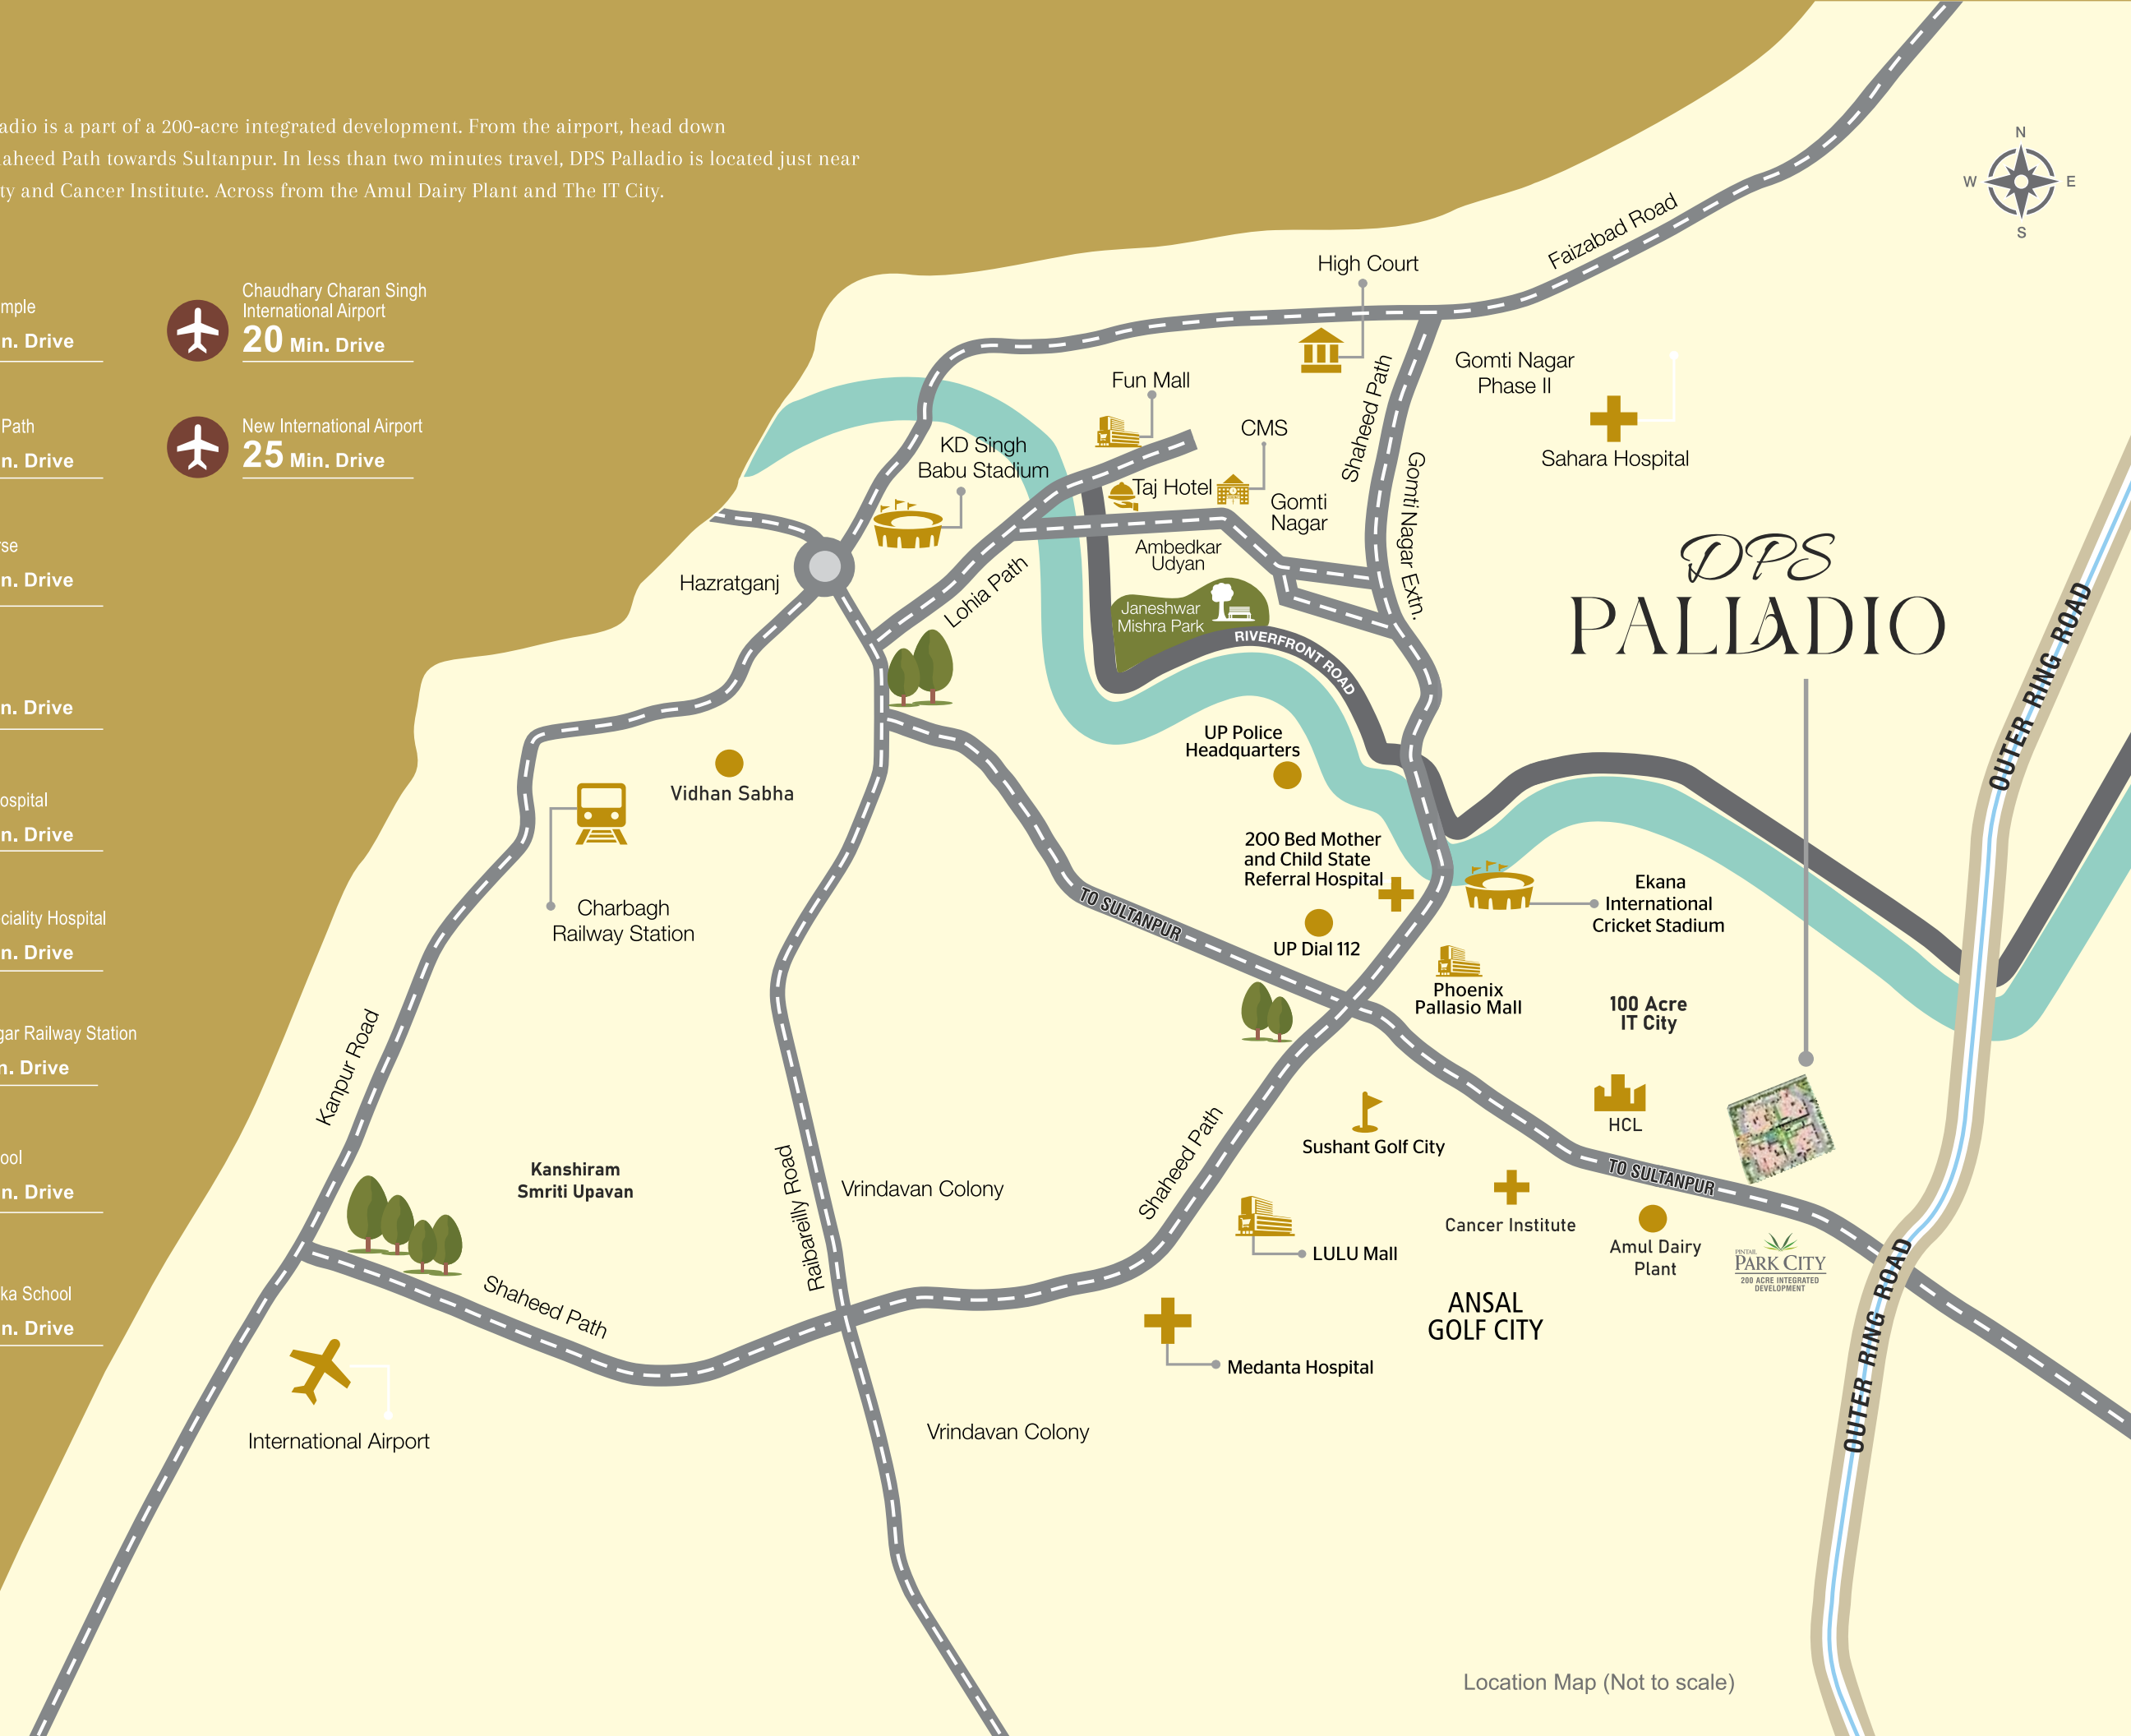 adio is a part of a 200-acre integrated development. From the airport, head down
aheed Path towards Sultanpur. In less than two minutes travel, DPS Palladio is located just near
ty and Cancer Institute. Across from the Amul Dairy Plant and The IT City.
mple
n. Drive
Path
n. Drive
rse
n. Drive
n. Drive
ospital
n. Drive
ciality Hospital
n. Drive
gar Railway Station
n. Drive
ool
n. Drive
ka School
n. Drive
Chaudhary Charan Singh
International Airport
20 Min. Drive
New International Airport
25 Min. Drive
N
W
E
S
Faizabad Road
High Court
Fun Mall
CMS
Shaheed Path
Gomti Nagar
Phase II
Sahara Hospital
KD Singh
Babu Stadium
Taj Hotel
Gomti
Nagar
Gomti Nagar Extn.
Ambedkar
Udyan
Hazratganj
Lohia Path
Janeshwar
Mishra Park
RIVERFRONT ROAD
DPS
PALLADIO
OUTER RING ROAD
UP Police
Headquarters
Vidhan Sabha
Charbagh
Railway Station
200 Bed Mother
and Child State
Referral Hospital
UP Dial 112
TO SULTANPUR
Ekana
International
Cricket Stadium
Phoenix
Pallasio Mall
100 Acre
IT City
Kanpur Road
HCL
Sushant Golf City
TO SULTANPUR
Kanshiram
Smriti Upavan
Raibareilly Road
Vrindavan Colony
Shaheed Path
Cancer Institute
Amul Dairy
Plant
PINTAIL
PARK CITY
200 ACRE INTEGRATED
DEVELOPMENT
LULU Mall
ANSAL
GOLF CITY
OUTER RING ROAD
Shaheed Path
Medanta Hospital
International Airport
Vrindavan Colony
Location Map (Not to scale)